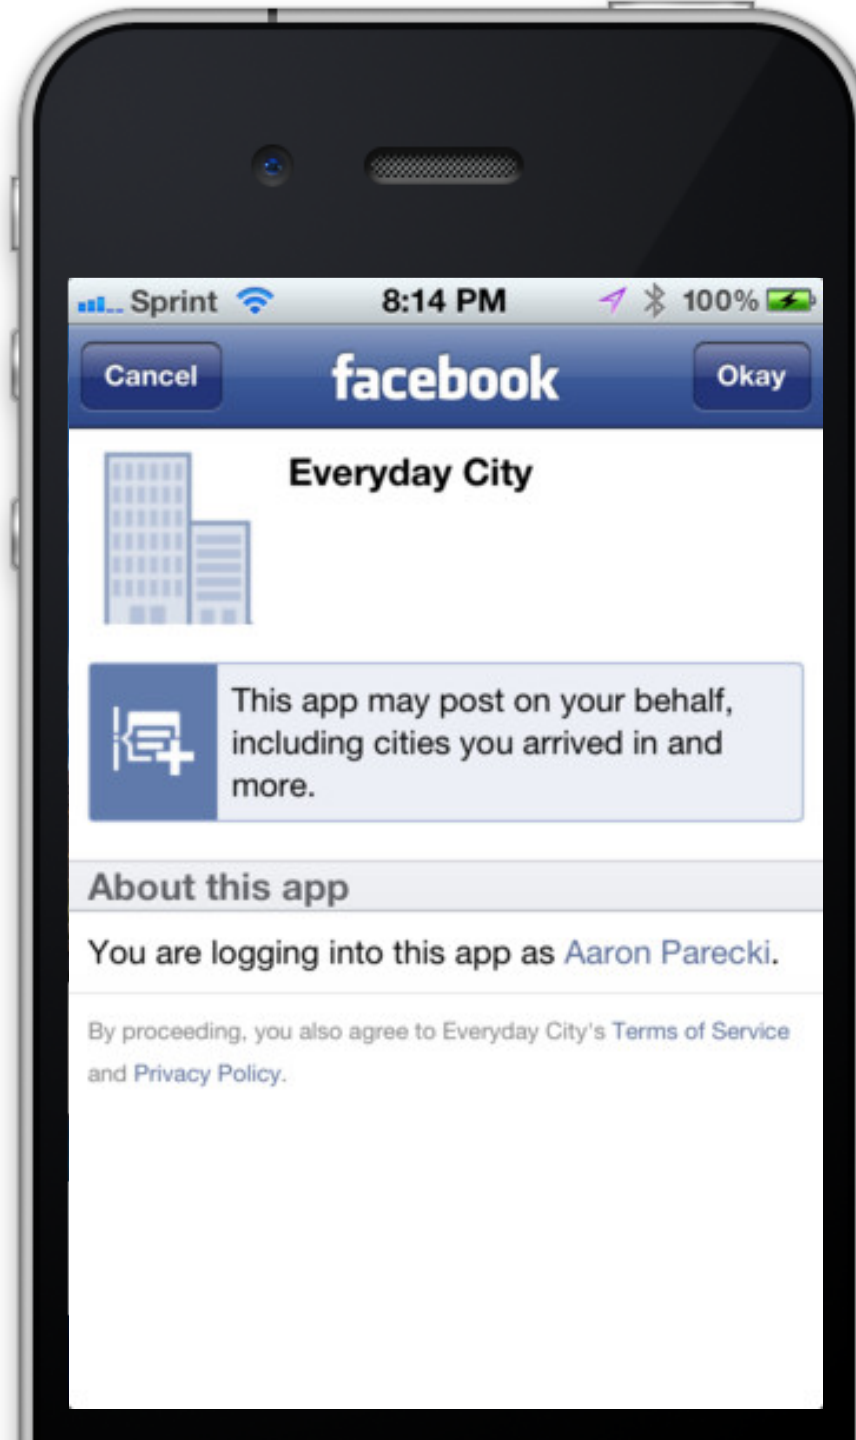 Sprint 8:14 PM 100%
Cancel facebook Okay
Everyday City
This app may post on your behalf,
including cities you arrived in and
more.
About this app
You are logging into this app as Aaron Parecki.
By proceeding, you also agree to Everyday City's Terms of Service
and Privacy Policy.